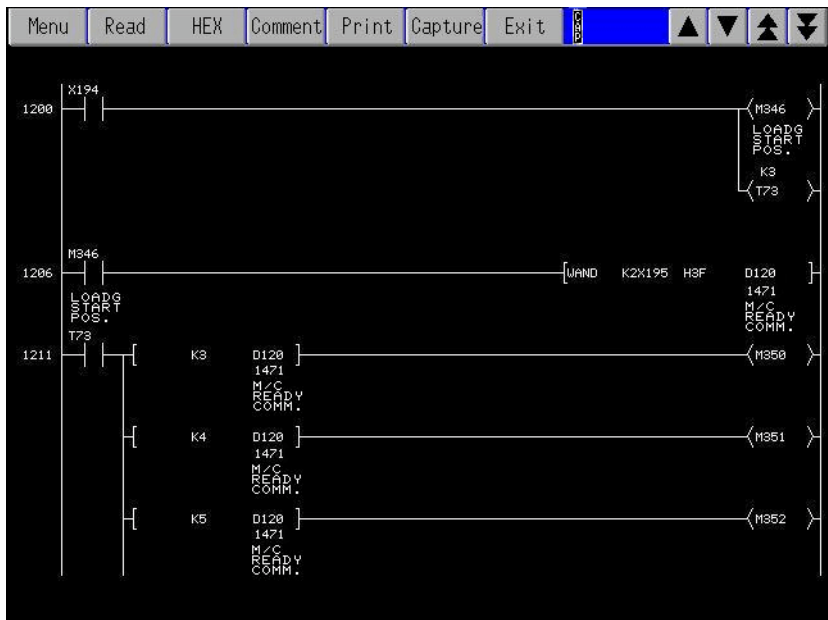 Menu Read HEX Comment Print Capture Exit CAP
X194
1200 M346
LOADG
START
POS.
K3
T73
M346
1206 WAND K2X195 H3F D120
1471
LOADG
START
POS.
M/C
READY
COMM.
T73
1211 K3 D120 M350
1471
M/C
READY
COMM.
K4 D120 M351
1471
M/C
READY
COMM.
K5 D120 M352
1471
M/C
READY
COMM.